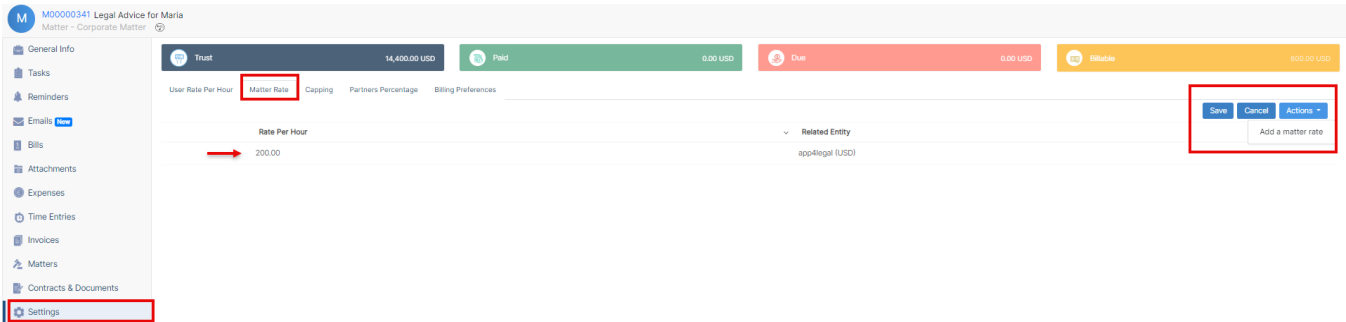 M M00000341 Legal Advice for Maria
Matter - Corporate Matter
General Info
Tasks
Reminders
Emails New
Bills
Attachments
Expenses
Time Entries
Invoices
Matters
Contracts & Documents
Settings
Trust 14,400.00 USD
Paid 0.00 USD
Due 0.00 USD
Billable 600.00 USD
User Rate Per Hour Matter Rate Capping Partners Percentage Billing Preferences
Save Cancel Actions
Add a matter rate
Rate Per Hour Related Entity
200.00 app4legal (USD)